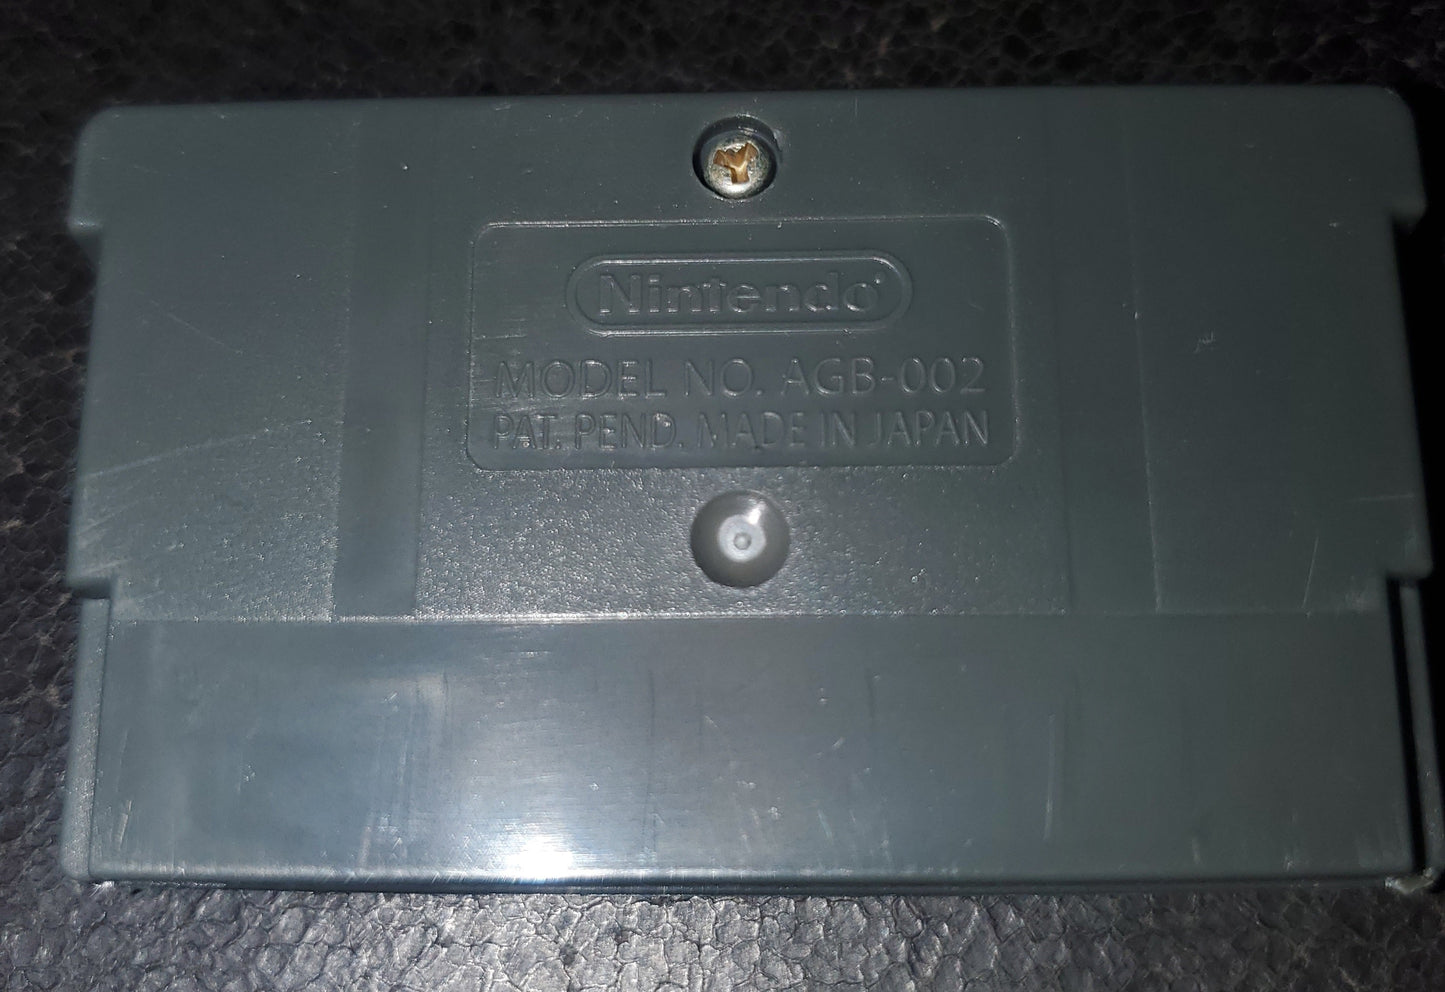 Nintendo®
MODEL NO. AGB-002
PAT. PEND. MADE IN JAPAN